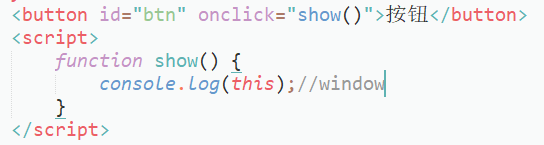 <button id="btn" onclick="show()">按钮</button>
<script>
    function show() {
        console.log(this);//window
    }
</script>